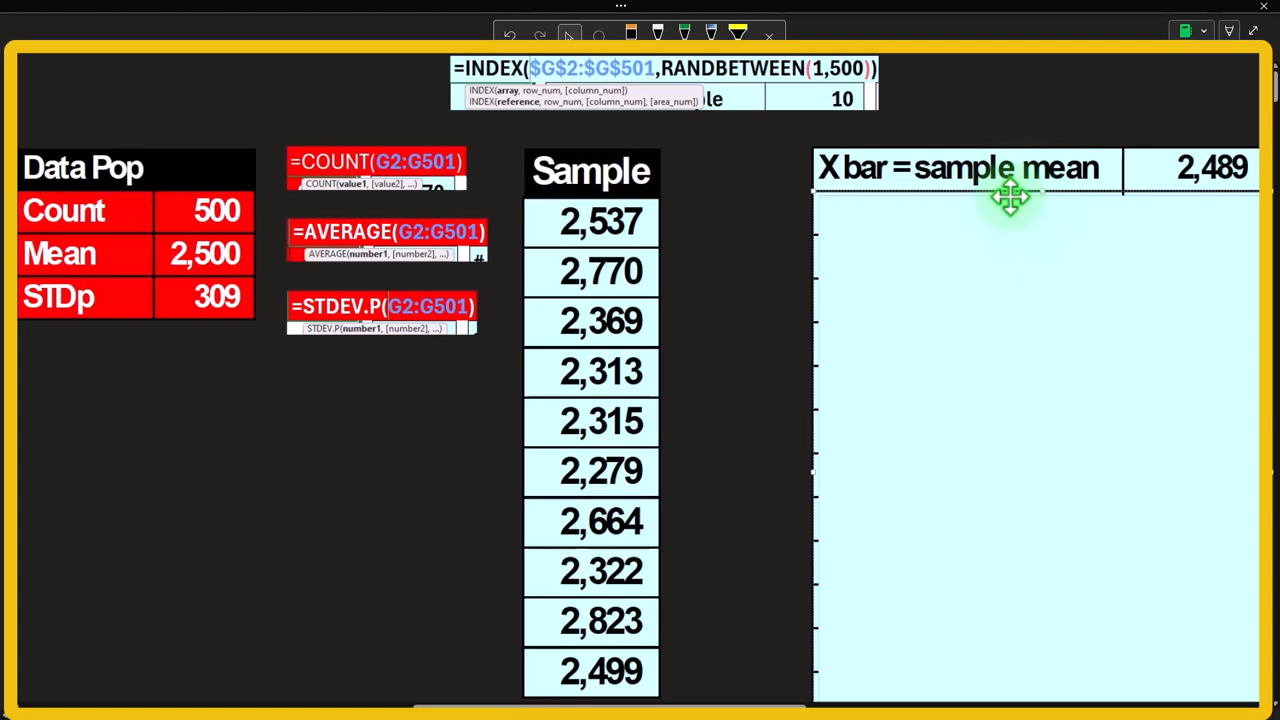 =INDEX($G$2:$G$501,RANDBETWEEN(1,500))
INDEX(array, row_num, [column_num])
INDEX(reference, row_num, [column_num], [area_num])
10
Data Pop
Count 500
Mean 2,500
STDp 309
=COUNT(G2:G501)
COUNT(value1, [value2], ...)
=AVERAGE(G2:G501)
AVERAGE(number1, [number2], ...)
#
=STDEV.P(G2:G501)
STDEV.P(number1, [number2], ...)
Sample
2,537
2,770
2,369
2,313
2,315
2,279
2,664
2,322
2,823
2,499
X bar = sample mean 2,489